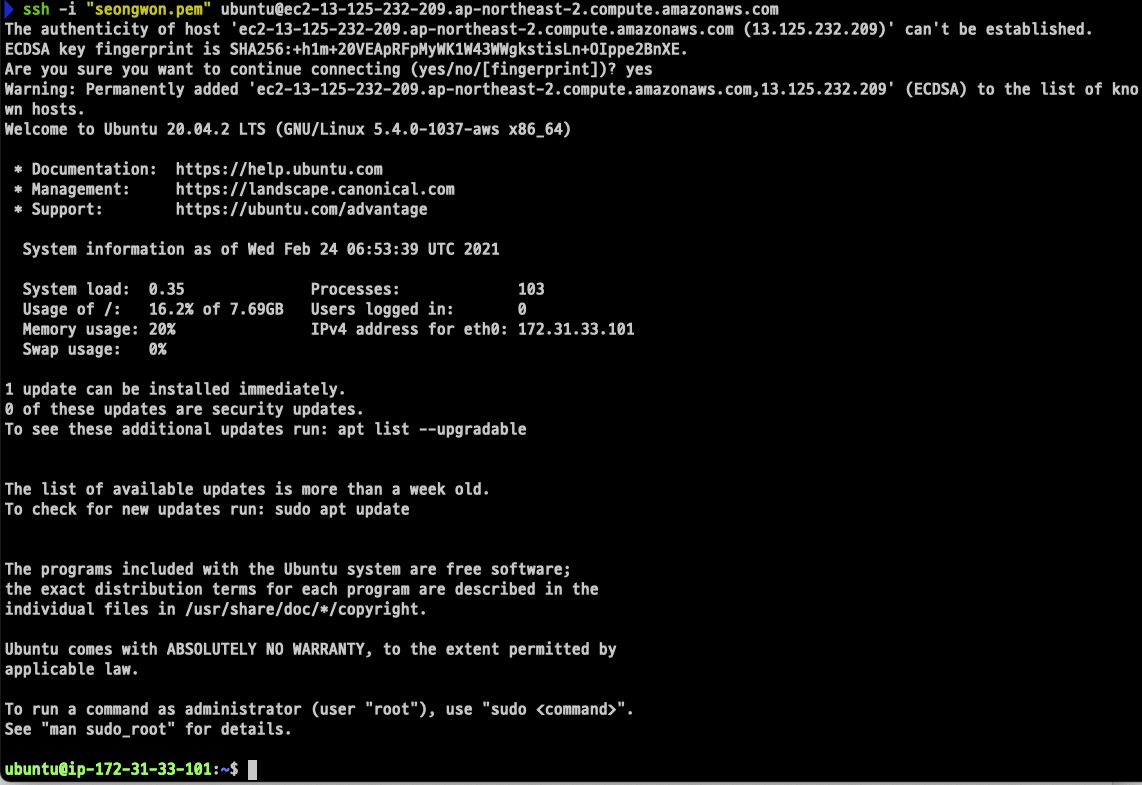 ssh -i "seongwon.pem" ubuntu@ec2-13-125-232-209.ap-northeast-2.compute.amazonaws.com
The authenticity of host 'ec2-13-125-232-209.ap-northeast-2.compute.amazonaws.com (13.125.232.209)' can't be established.
ECDSA key fingerprint is SHA256:+h1m+20VEApRFpMyWK1W43WWgkstisLn+OIppe2BnXE.
Are you sure you want to continue connecting (yes/no/[fingerprint])? yes
Warning: Permanently added 'ec2-13-125-232-209.ap-northeast-2.compute.amazonaws.com,13.125.232.209' (ECDSA) to the list of kno
wn hosts.
Welcome to Ubuntu 20.04.2 LTS (GNU/Linux 5.4.0-1037-aws x86_64)

 * Documentation:  https://help.ubuntu.com
 * Management:     https://landscape.canonical.com
 * Support:        https://ubuntu.com/advantage

  System information as of Wed Feb 24 06:53:39 UTC 2021

  System load:  0.35              Processes:             103
  Usage of /:   16.2% of 7.69GB   Users logged in:       0
  Memory usage: 20%               IPv4 address for eth0: 172.31.33.101
  Swap usage:   0%

1 update can be installed immediately.
0 of these updates are security updates.
To see these additional updates run: apt list --upgradable


The list of available updates is more than a week old.
To check for new updates run: sudo apt update


The programs included with the Ubuntu system are free software;
the exact distribution terms for each program are described in the
individual files in /usr/share/doc/*/copyright.

Ubuntu comes with ABSOLUTELY NO WARRANTY, to the extent permitted by
applicable law.

To run a command as administrator (user "root"), use "sudo <command>".
See "man sudo_root" for details.

ubuntu@ip-172-31-33-101:~$